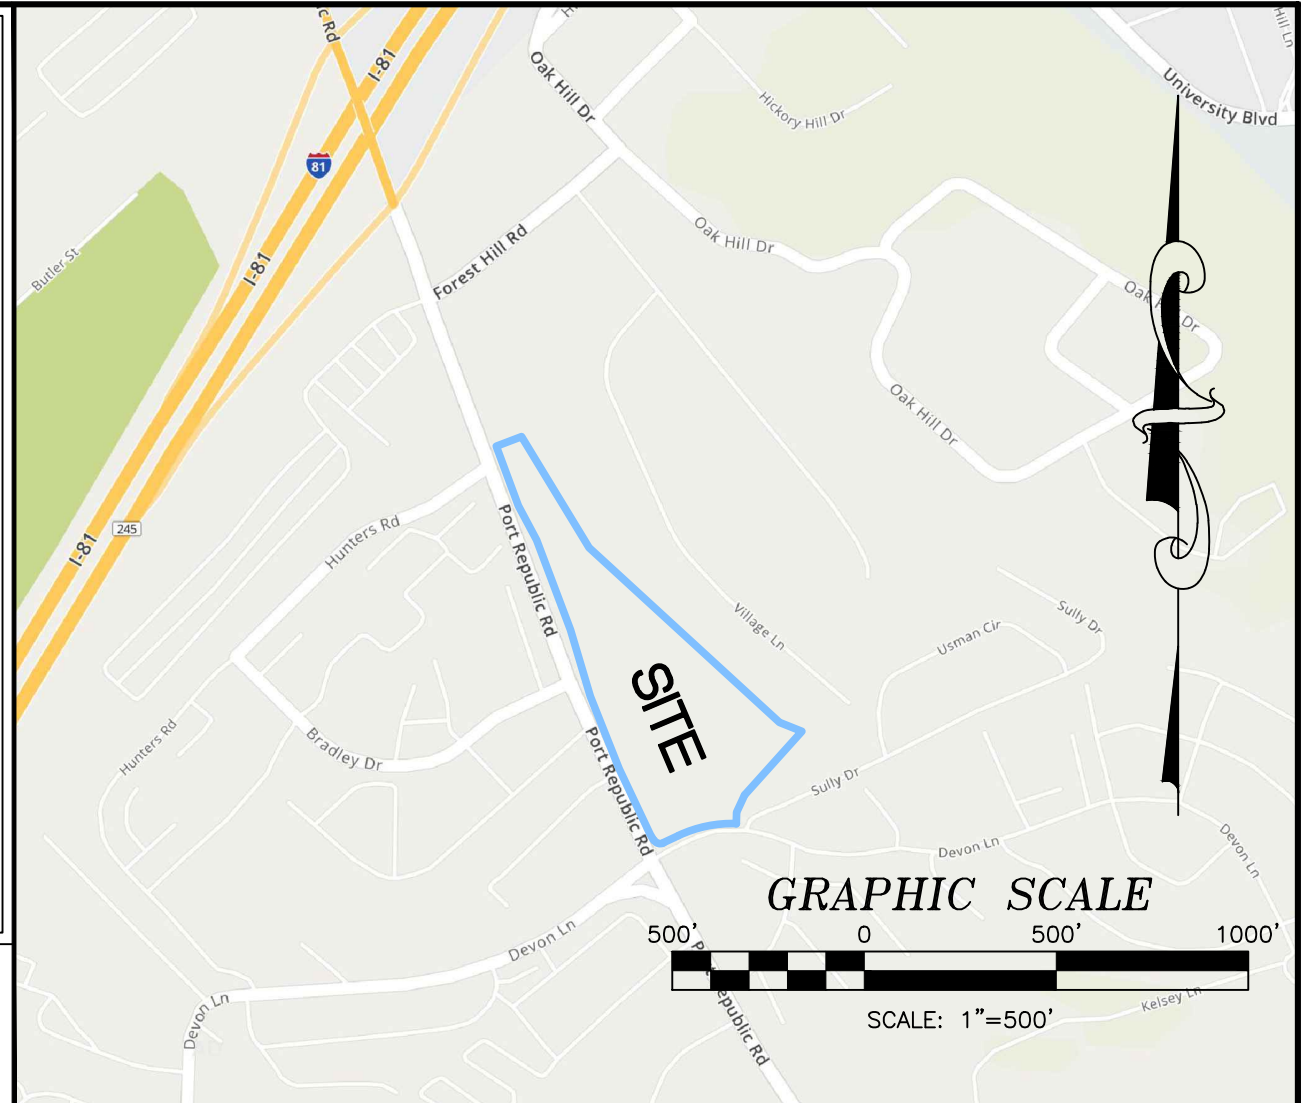 c Rd
I-81
Oak Hill Dr
Hickory Hill Dr
University Blvd
Hill Ln
81
Butler St
I-81
Forest Hill Rd
Oak Hill Dr
Oak Hill Dr
Oak Hill Dr
245
I-81
Hunters Rd
Port Republic Rd
Village Ln
Usman Cir
Sully Dr
SITE
Hunters Rd
Bradley Dr
Port Republic Rd
Sully Dr
Devon Ln
Devon Ln
GRAPHIC SCALE
500' 0 500' 1000'
Devon Ln
Port Republic Rd
Devon Ln
Kelsey Ln
SCALE: 1"=500'